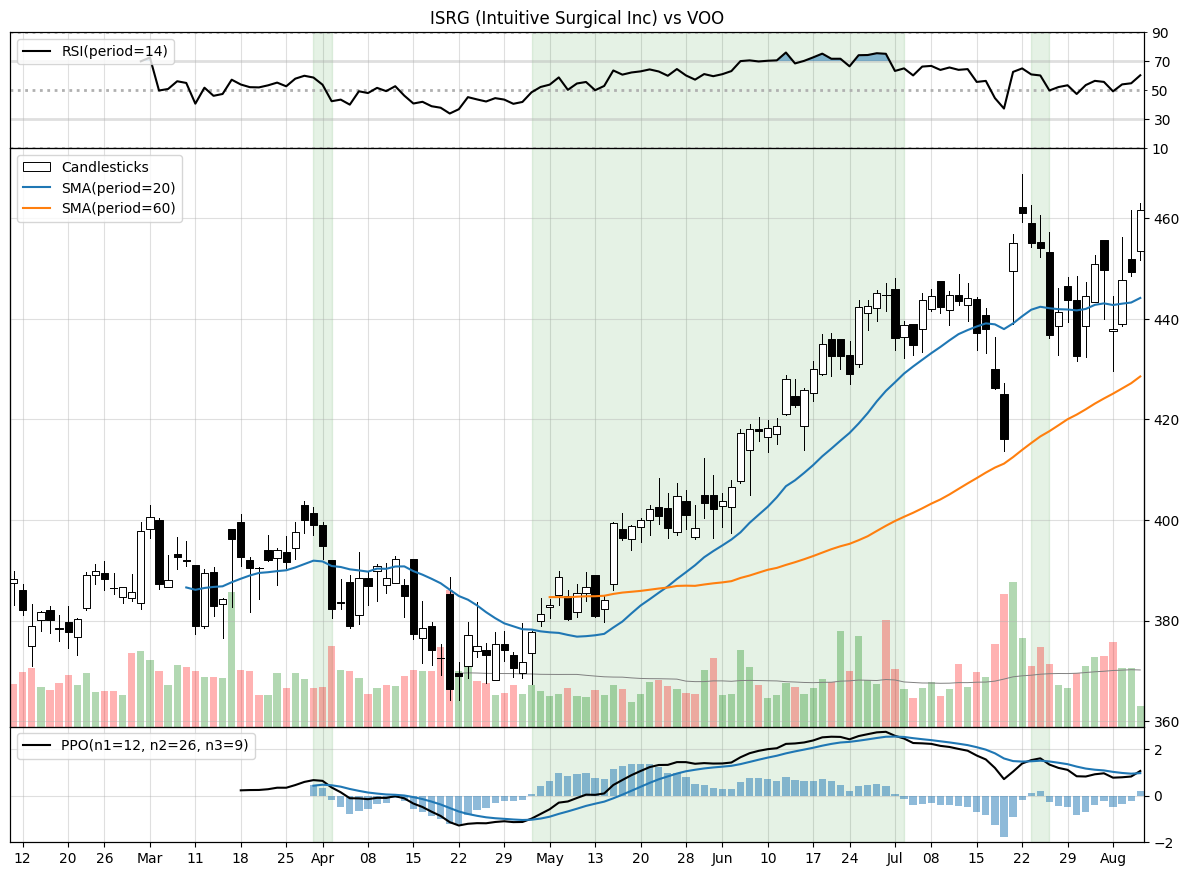 ISRG (Intuitive Surgical Inc) vs VOO
RSI(period=14)
90
70
50
30
10
Candlesticks
SMA(period=20)
SMA(period=60)
460
440
420
400
380
360
PPO(n1=12, n2=26, n3=9)
2
0
−2
12 20 26 Mar 11 18 25 Apr 08 15 22 29 May 13 20 28 Jun 10 17 24 Jul 08 15 22 29 Aug